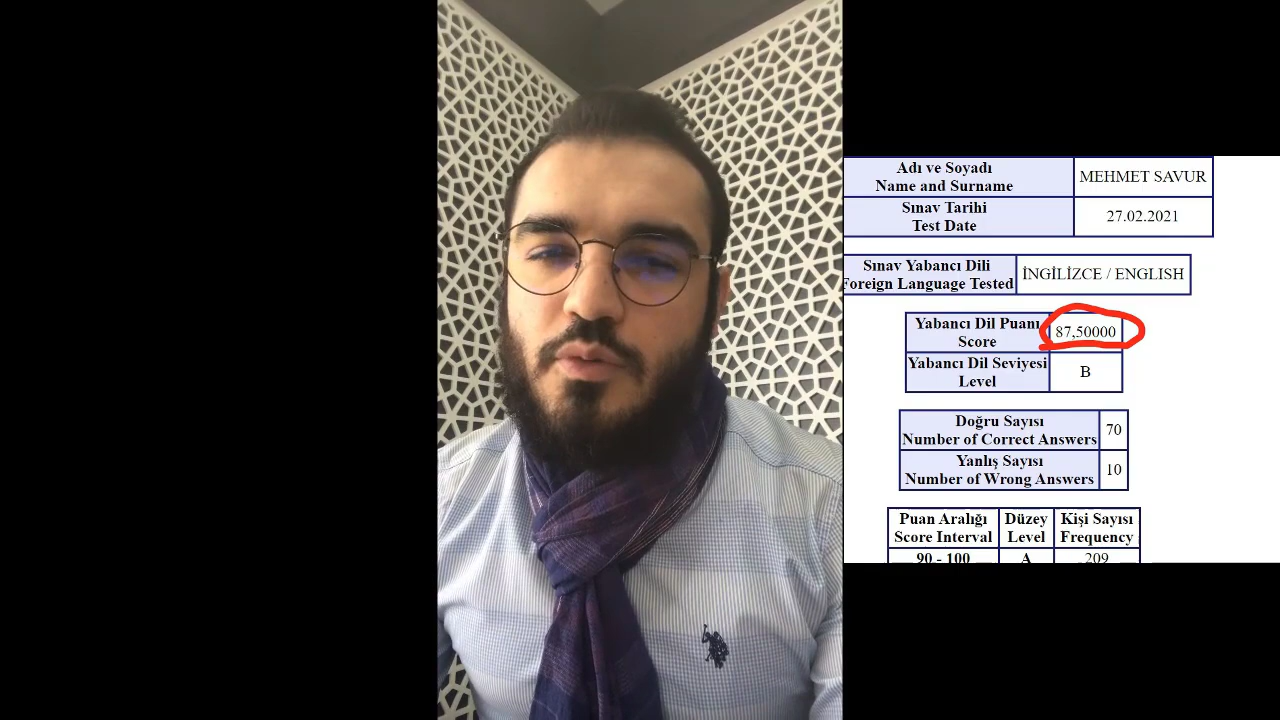 Adı ve Soyadı
Name and Surname
MEHMET SAVUR
Sınav Tarihi
Test Date
27.02.2021
Sınav Yabancı Dili
Foreign Language Tested
İNGİLİZCE / ENGLISH
Yabancı Dil Puanı
Score
87,50000
Yabancı Dil Seviyesi
Level
B
Doğru Sayısı
Number of Correct Answers
70
Yanlış Sayısı
Number of Wrong Answers
10
Puan Aralığı
Score Interval
Düzey
Level
Kişi Sayısı
Frequency
90 - 100
A
209